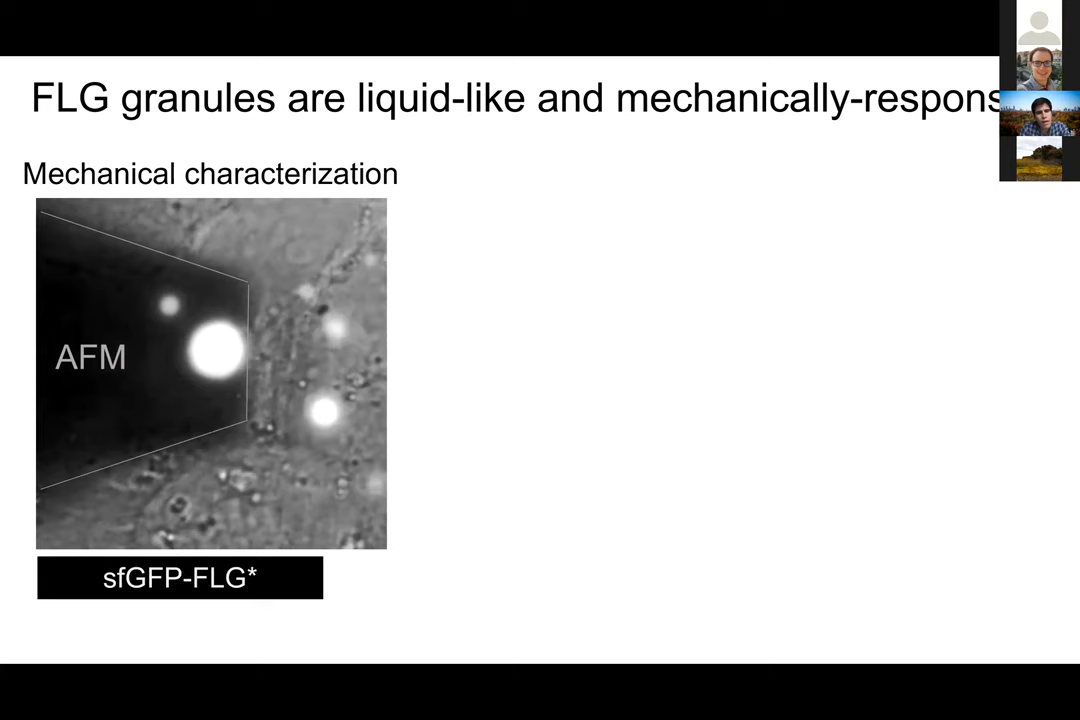 FLG granules are liquid-like and mechanically-respons
Mechanical characterization
AFM
sfGFP-FLG*